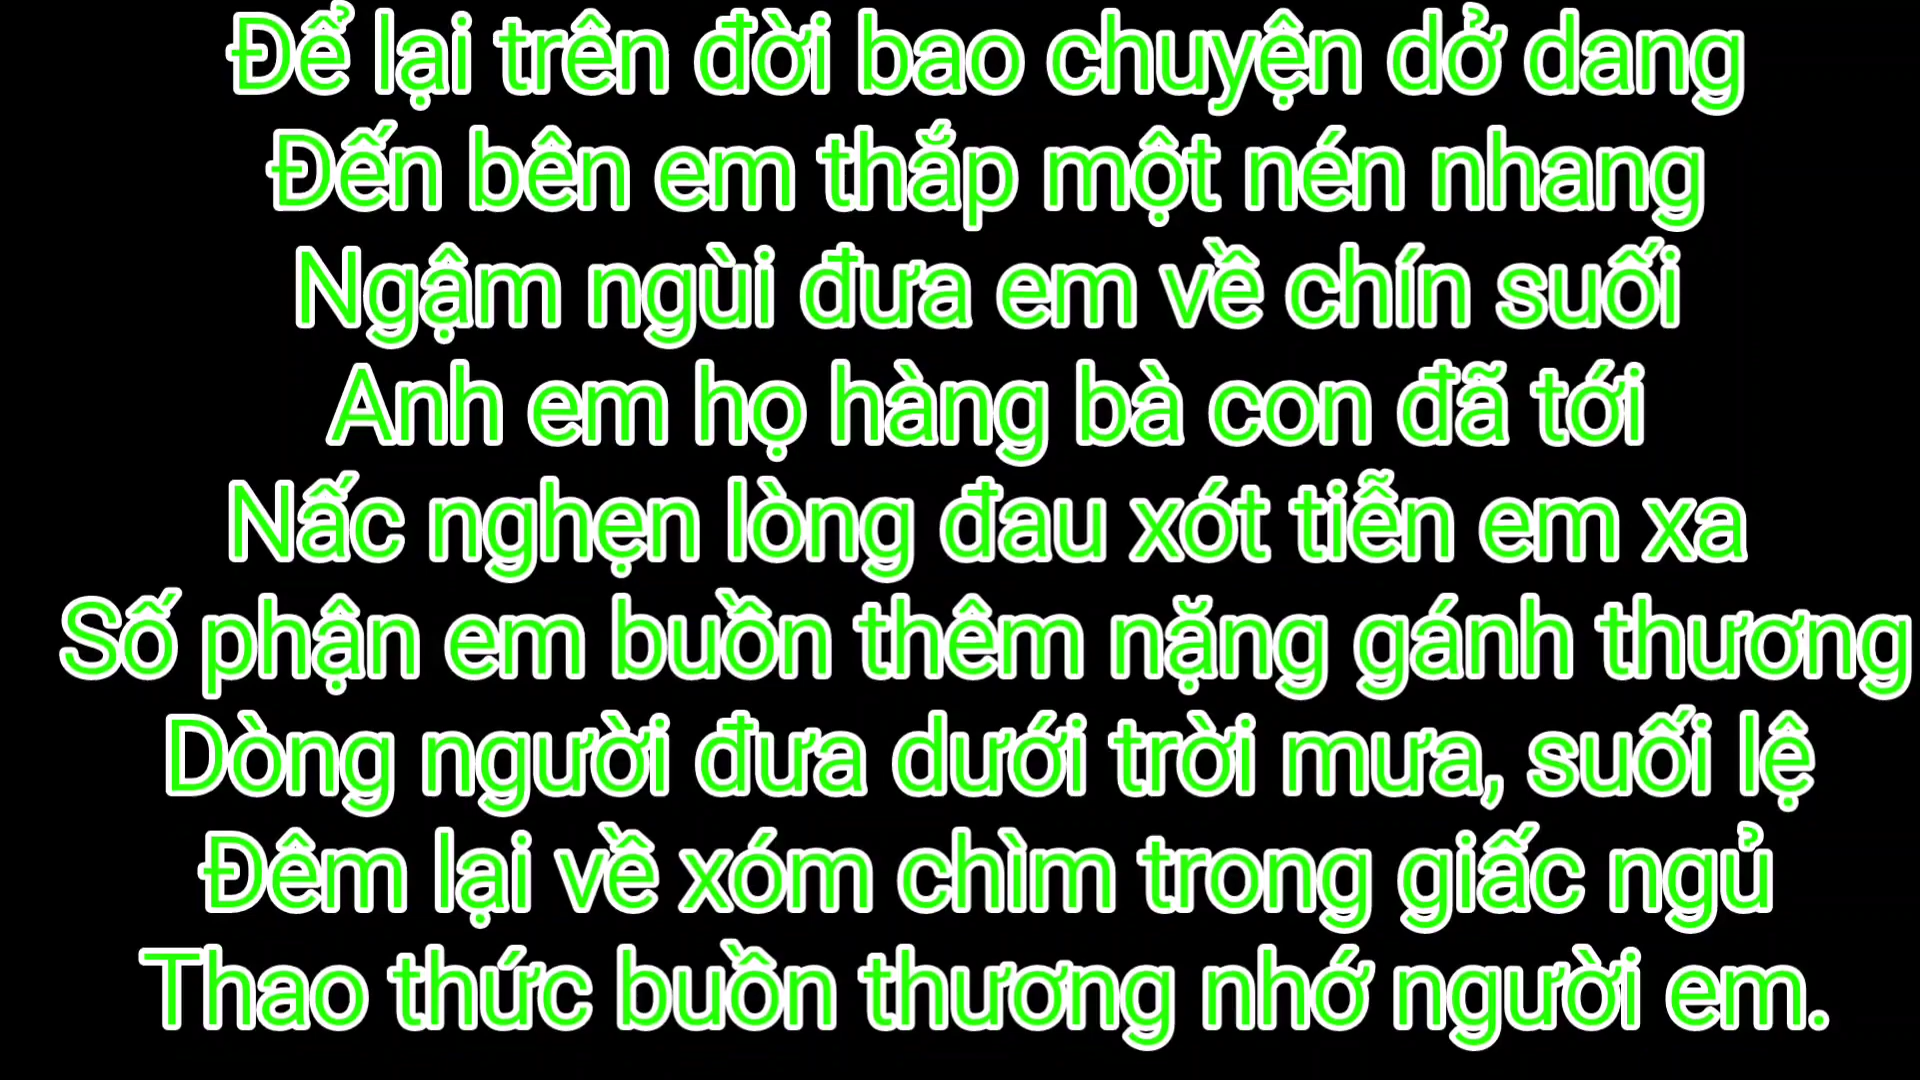 Để lại trên đời bao chuyện dở dang
Đến bên em thắp một nén nhang
Ngậm ngùi đưa em về chín suối
Anh em họ hàng bà con đã tới
Nấc nghẹn lòng đau xót tiễn em xa
Số phận em buồn thêm nặng gánh thương
Dòng người đưa dưới trời mưa, suối lệ
Đêm lại về xóm chìm trong giấc ngủ
Thao thức buồn thương nhớ người em.